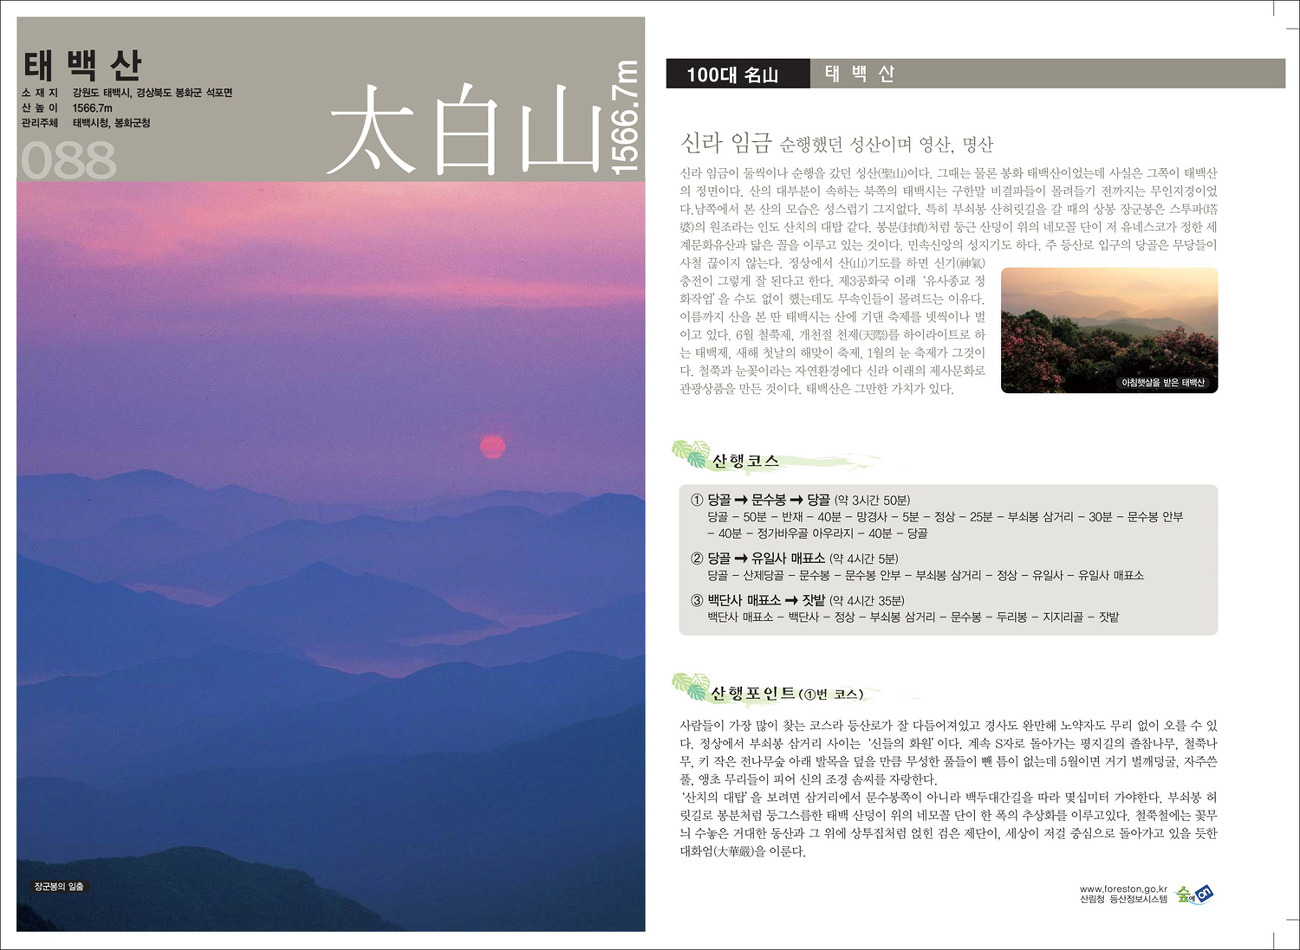 태백산
소 재 지 강원도 태백시, 경상북도 봉화군 석포면
산 높 이 1566.7m
관리주체 태백시청, 봉화군청
088
太白山
1566.7m
장군봉의 일출
100대 名山 태 백 산
신라 임금 순행했던 성산이며 영산, 명산
신라 임금이 둘씩이나 순행을 갔던 성산(聖山)이다. 그때는 물론 봉화 태백산이었는데 사실은 그쪽이 태백산
의 정면이다. 산의 대부분이 속하는 북쪽의 태백시는 구한말 비결파들이 몰려들기 전까지는 무인지경이었
다.남쪽에서 본 산의 모습은 성스럽기 그지없다. 특히 부쇠봉 산허릿길을 갈 때의 상봉 장군봉은 스투파(塔
婆)의 원조라는 인도 산치의 대탑 같다. 봉분(封墳)처럼 둥근 산덩이 위의 네모꼴 단이 저 유네스코가 정한 세
계문화유산과 닮은 꼴을 이루고 있는 것이다. 민속신앙의 성지기도 하다. 주 등산로 입구의 당골은 무당들이
사철 끊이지 않는다. 정상에서 산(山)기도를 하면 신기(神氣)
충전이 그렇게 잘 된다고 한다. 제3공화국 이래 ‘유사종교 정
화작업’을 수도 없이 했는데도 무속인들이 몰려드는 이유다.
이름까지 산을 본 딴 태백시는 산에 기댄 축제를 넷씩이나 벌
이고 있다. 6월 철쭉제, 개천절 천제(天際)를 하이라이트로 하
는 태백제, 새해 첫날의 해맞이 축제, 1월의 눈 축제가 그것이
다. 철쭉과 눈꽃이라는 자연환경에다 신라 이래의 제사문화로
관광상품을 만든 것이다. 태백산은 그만한 가치가 있다.
아침햇살을 받은 태백산
산행코스
① 당골 ➞ 문수봉 ➞ 당골 (약 3시간 50분)
당골 – 50분 – 반재 – 40분 – 망경사 – 5분 – 정상 – 25분 – 부쇠봉 삼거리 – 30분 – 문수봉 안부
– 40분 – 정가바우골 아우라지 – 40분 – 당골
② 당골 ➞ 유일사 매표소 (약 4시간 5분)
당골 – 산제당골 – 문수봉 – 문수봉 안부 – 부쇠봉 삼거리 – 정상 – 유일사 – 유일사 매표소
③ 백단사 매표소 ➞ 잣밭 (약 4시간 35분)
백단사 매표소 – 백단사 – 정상 – 부쇠봉 삼거리 – 문수봉 – 두리봉 – 지지리골 – 잣밭
산행포인트(①번 코스)
사람들이 가장 많이 찾는 코스라 등산로가 잘 다듬어져있고 경사도 완만해 노약자도 무리 없이 오를 수 있
다. 정상에서 부쇠봉 삼거리 사이는 ‘신들의 화원’이다. 계속 S자로 돌아가는 평지길의 졸참나무, 철쭉나
무, 키 작은 전나무숲 아래 발목을 덮을 만큼 무성한 풀들이 뺀 틈이 없는데 5월이면 거기 벌깨덩굴, 자주쓴
풀, 앵초 무리들이 피어 신의 조경 솜씨를 자랑한다.
‘산치의 대탑’을 보려면 삼거리에서 문수봉쪽이 아니라 백두대간길을 따라 몇십미터 가야한다. 부쇠봉 허
릿길로 봉분처럼 둥그스름한 태백 산덩이 위의 네모꼴 단이 한 폭의 추상화를 이루고있다. 철쭉철에는 꽃무
늬 수놓은 거대한 동산과 그 위에 상투집처럼 얹힌 검은 제단이, 세상이 저걸 중심으로 돌아가고 있을 듯한
대화엄(大華嚴)을 이룬다.
www.foreston.go.kr
산림청 등산정보시스템
숲에on